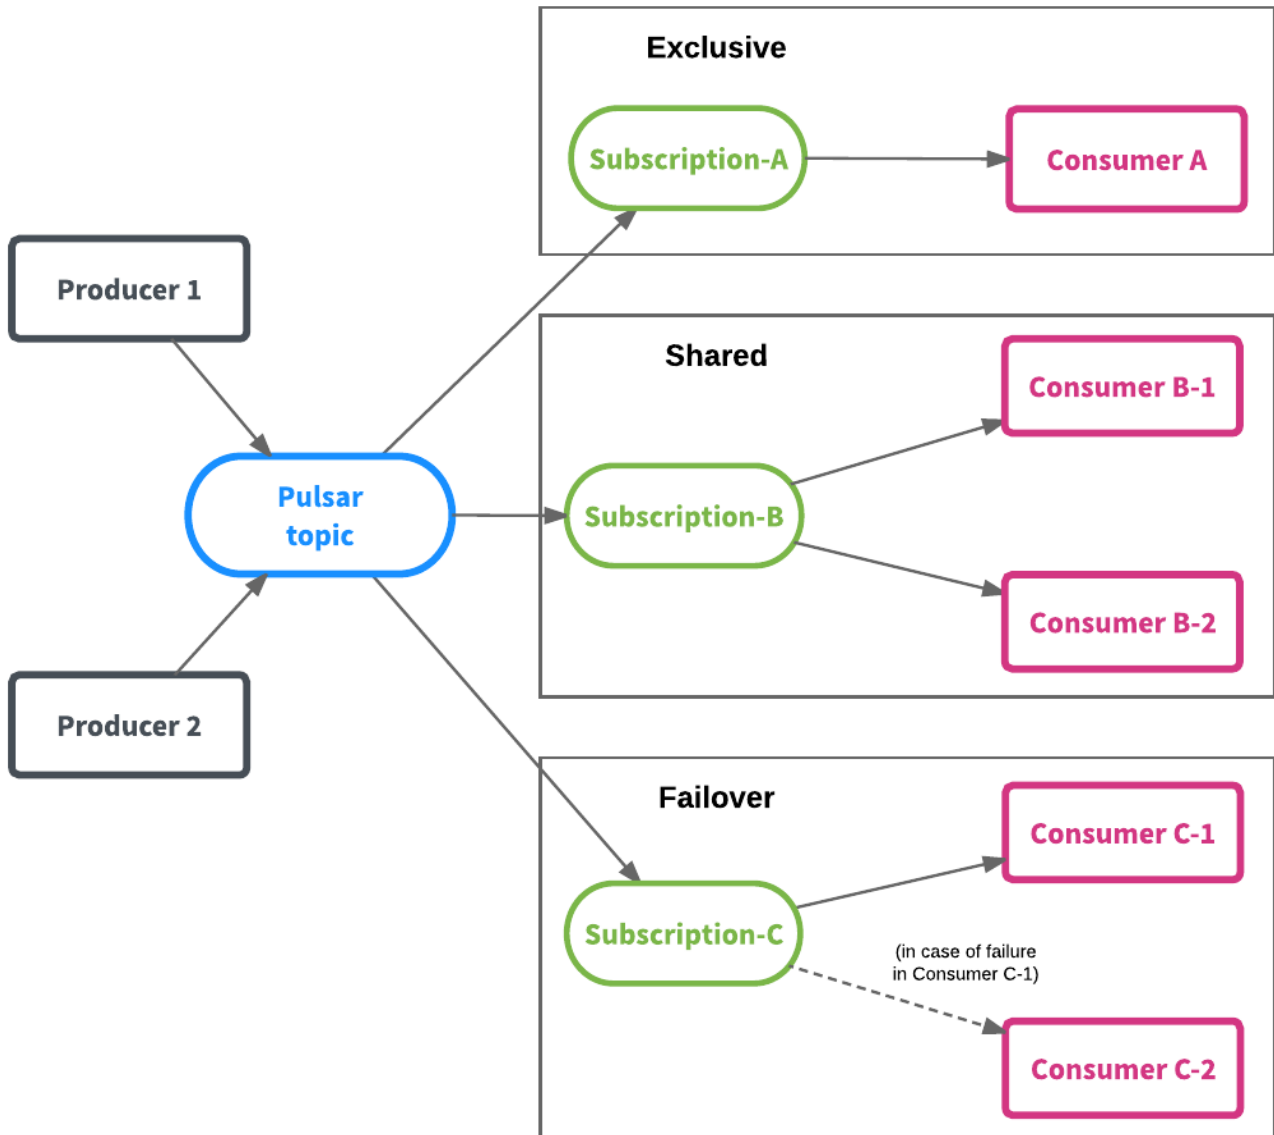 Exclusive
Subscription-A
Consumer A
Producer 1
Shared
Consumer B-1
Pulsar
topic
Subscription-B
Consumer B-2
Producer 2
Failover
Consumer C-1
Subscription-C
(in case of failure
in Consumer C-1)
Consumer C-2